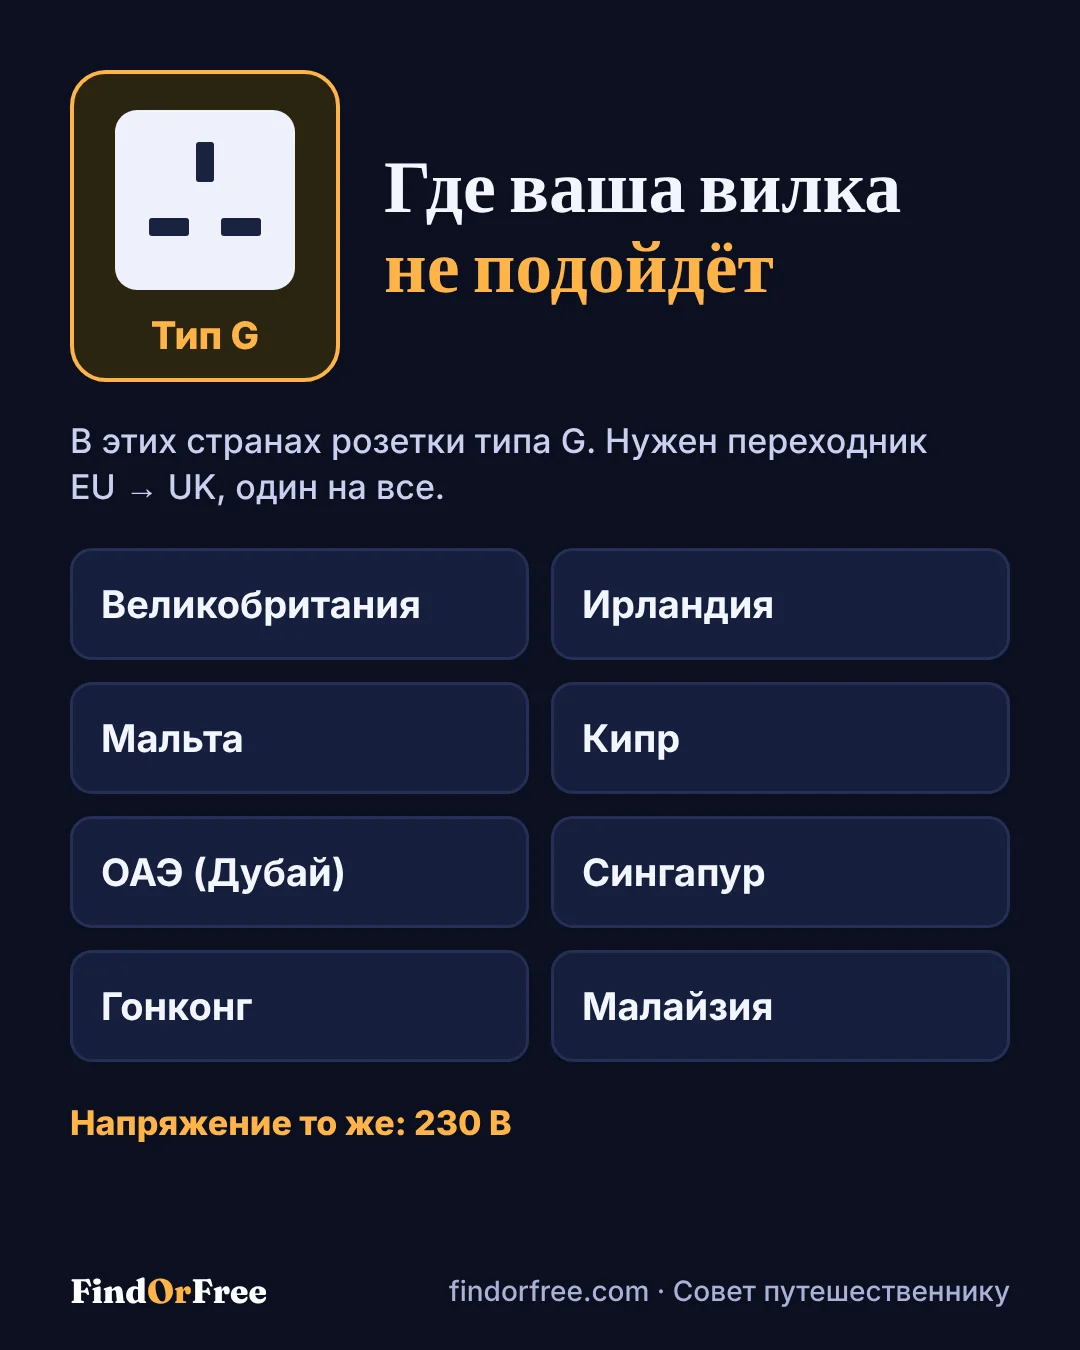 Тип G
Где ваша вилка
не подойдёт
В этих странах розетки типа G. Нужен переходник
EU → UK, один на все.
Великобритания
Ирландия
Мальта
Кипр
ОАЭ (Дубай)
Сингапур
Гонконг
Малайзия
Напряжение то же: 230 В
FindOrFree
findorfree.com · Совет путешественнику